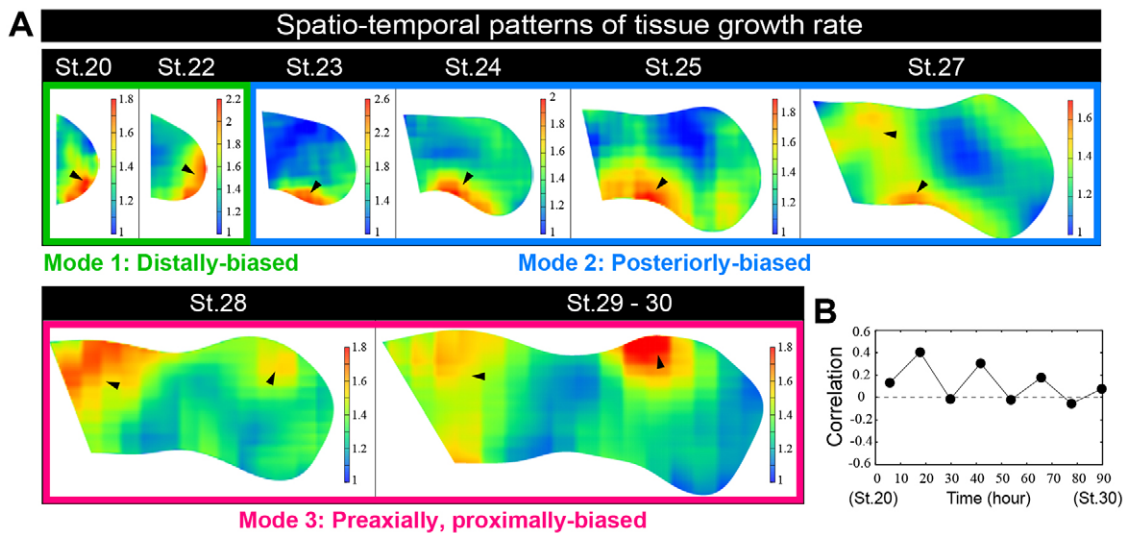 A
Spatio-temporal patterns of tissue growth rate
St.20 St.22 St.23 St.24 St.25 St.27
1.8 1.6 1.4 1.2 1
2.2 2 1.8 1.6 1.4 1.2 1
2.6 2.2 1.8 1.4 1
2 1.8 1.6 1.4 1.2 1
1.8 1.6 1.4 1.2 1
1.6 1.4 1.2 1
Mode 1: Distally-biased
Mode 2: Posteriorly-biased
St.28 St.29 - 30
1.8 1.6 1.4 1.2 1
1.8 1.6 1.4 1.2 1
Mode 3: Preaxially, proximally-biased
B
Correlation
0.6
0.4
0.2
0
-0.2
-0.4
-0.6
0 10 20 30 40 50 60 70 80 90
(St.20) Time (hour) (St.30)